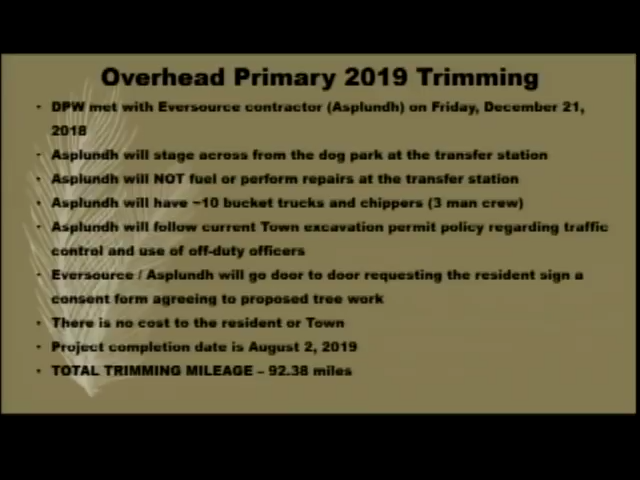 Overhead Primary 2019 Trimming
• DPW met with Eversource contractor (Asplundh) on Friday, December 21,
2018
• Asplundh will stage across from the dog park at the transfer station
• Asplundh will NOT fuel or perform repairs at the transfer station
• Asplundh will have ~10 bucket trucks and chippers (3 man crew)
• Asplundh will follow current Town excavation permit policy regarding traffic
control and use of off-duty officers
• Eversource / Asplundh will go door to door requesting the resident sign a
consent form agreeing to proposed tree work
• There is no cost to the resident or Town
• Project completion date is August 2, 2019
• TOTAL TRIMMING MILEAGE – 92.38 miles